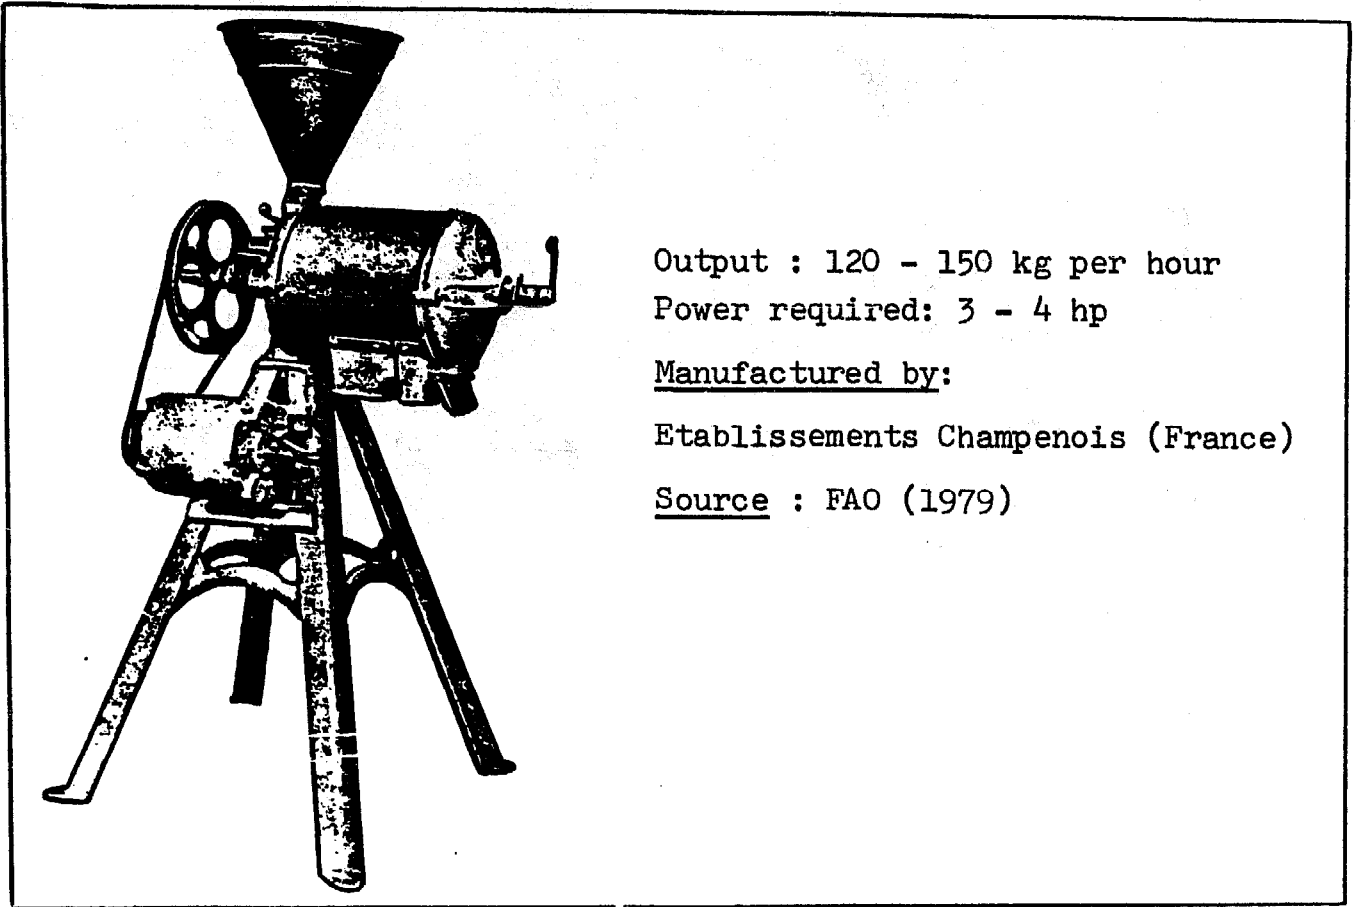 Output : 120 - 150 kg per hour
Power required: 3 - 4 hp
Manufactured by:
Etablissements Champenois (France)
Source : FAO (1979)